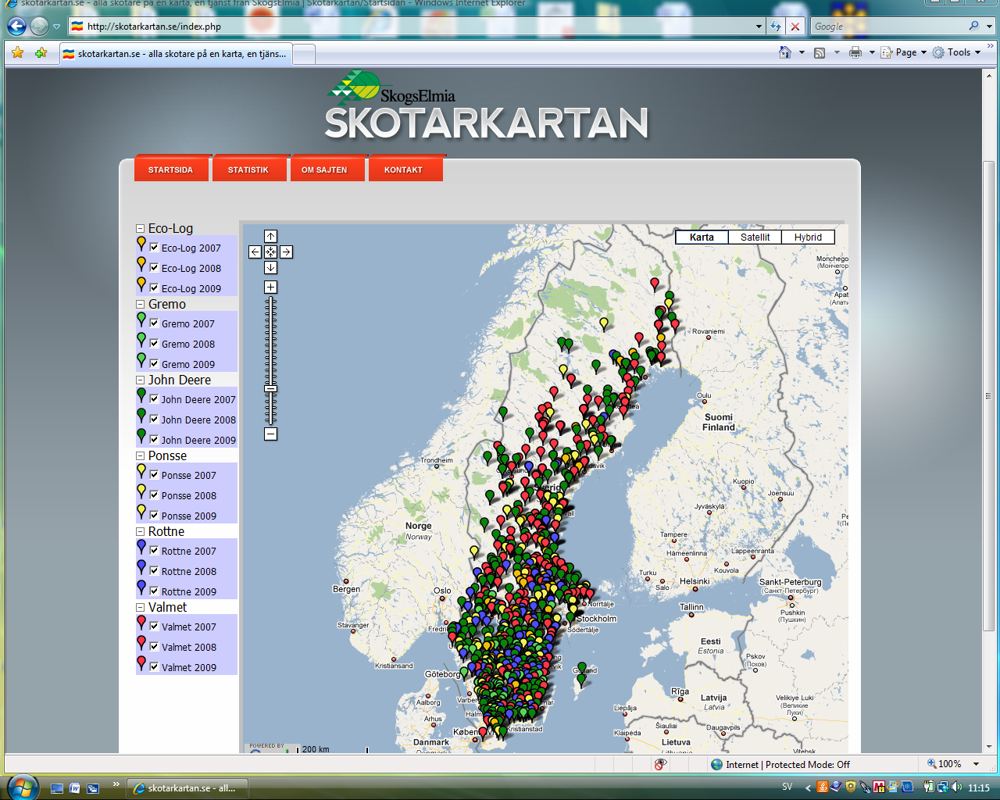 skotarkartan.se - alla skotare på en karta, en tjänst från SkogsElmia | Skotarkartan/Startsidan - Windows Internet Explorer
http://skotarkartan.se/index.php
Google
skotarkartan.se - alla skotare på en karta, en tjäns...
Page
Tools
SkogsElmia
SKOTARKARTAN
STARTSIDA
STATISTIK
OM SAJTEN
KONTAKT
Eco-Log
Eco-Log 2007
Eco-Log 2008
Eco-Log 2009
Gremo
Gremo 2007
Gremo 2008
Gremo 2009
John Deere
John Deere 2007
John Deere 2008
John Deere 2009
Ponsse
Ponsse 2007
Ponsse 2008
Ponsse 2009
Rottne
Rottne 2007
Rottne 2008
Rottne 2009
Valmet
Valmet 2007
Valmet 2008
Valmet 2009
Karta
Satellit
Hybrid
Monchego
(Мончегор
Apat
(Апати
Rovaniemi
Oulu
Suomi
Finland
Trondheim
Kuopio
Joensuu
Jyväskylä
Sverig
Norge
Norway
Tampere
Hämeenlinna
Lappeenranta
Kouvola
Turku
Salo
Helsinki
Sankt-Peterburg
(Санкт-Петербург)
Bergen
Oslo
Norrtälje
Tallinn
Pushkin
(Пушкин)
Stockholm
Södertälje
Stavanger
Fredrik
Eesti
Estonia
Pskov
(Псков)
Kristiansand
Göteborg
Gotland
Rīga
Latvija
Latvia
Velikiye Luki
(Великие
Луки)
Aalborg
Varberg
Halm
Liepāja
Århus
København
Kristianstad
Šiauliai
Daugavpils
Klaipėda
Danmark
Denmark
Lietuva
Lithuania
Vitebsk
POWERED BY
200 km
Internet | Protected Mode: Off
100%
skotarkartan.se - all...
SV
11:15